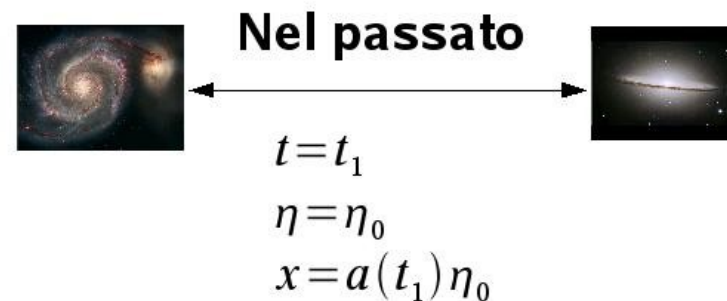 Nel passato
t=t₁
η=η₀
x=a(t₁)η₀